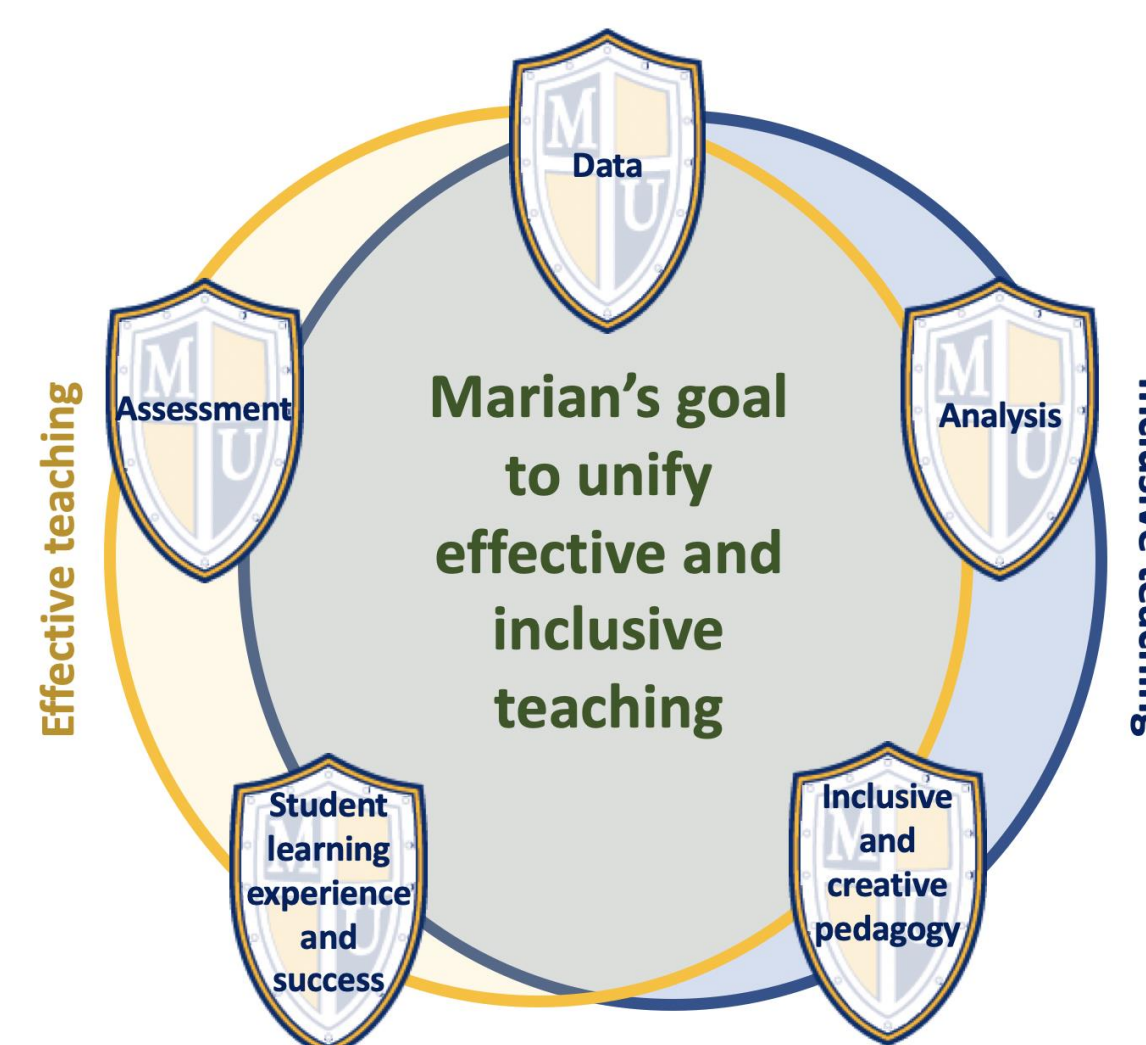 Data
Assessment
Analysis
Effective teaching
Marian’s goal
to unify
effective and
inclusive
teaching
Student
learning
experience
and
success
Inclusive
and
creative
pedagogy
M
U
M
U
M
U
M
U
M
U